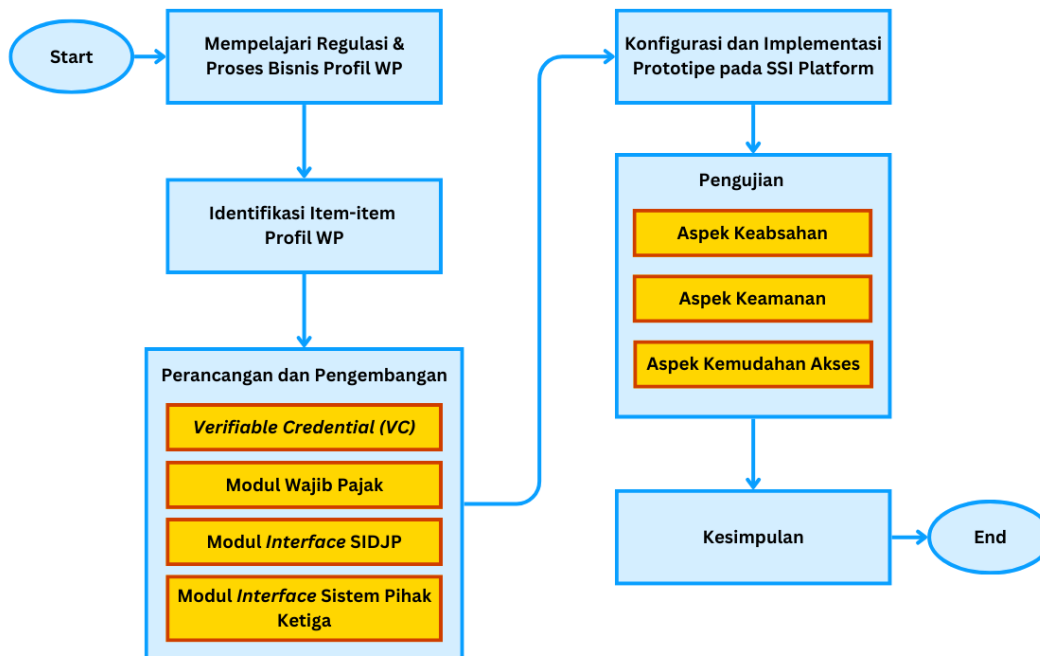 Start
Mempelajari Regulasi &
Proses Bisnis Profil WP
Identifikasi Item-item
Profil WP
Perancangan dan Pengembangan
Verifiable Credential (VC)
Modul Wajib Pajak
Modul Interface SIDJP
Modul Interface Sistem Pihak
Ketiga
Konfigurasi dan Implementasi
Prototipe pada SSI Platform
Pengujian
Aspek Keabsahan
Aspek Keamanan
Aspek Kemudahan Akses
Kesimpulan
End